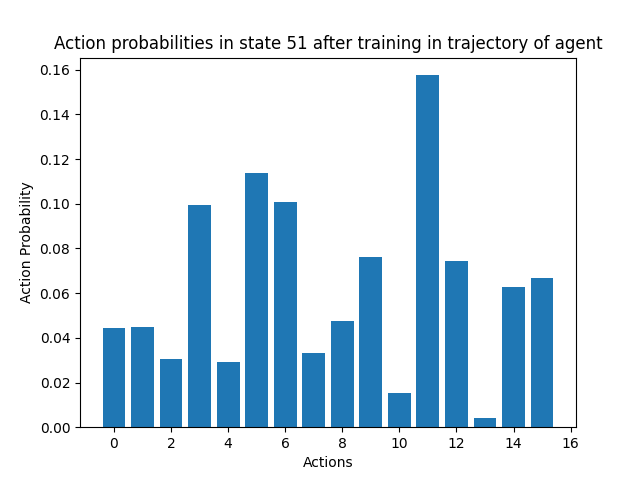 Action probabilities in state 51 after training in trajectory of agent
0.16
0.14
0.12
0.10
0.08
0.06
0.04
0.02
0.00
Action Probability
0 2 4 6 8 10 12 14 16
Actions